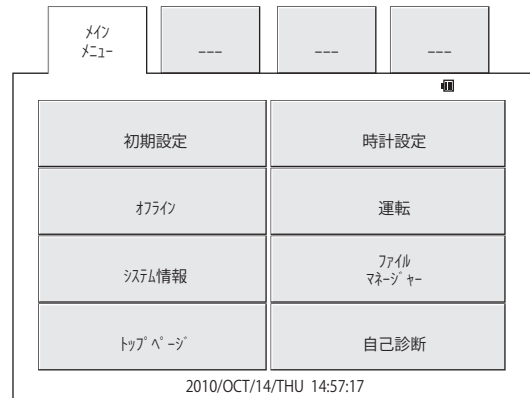 ﾒｲﾝ
ﾒﾆｭｰ
---
---
---
初期設定
時計設定
ｵﾌﾗｲﾝ
運転
ｼｽﾃﾑ情報
ﾌｧｲﾙ
ﾏﾈｰｼﾞｬｰ
ﾄｯﾌﾟﾍﾟｰｼﾞ
自己診断
2010/OCT/14/THU 14:57:17